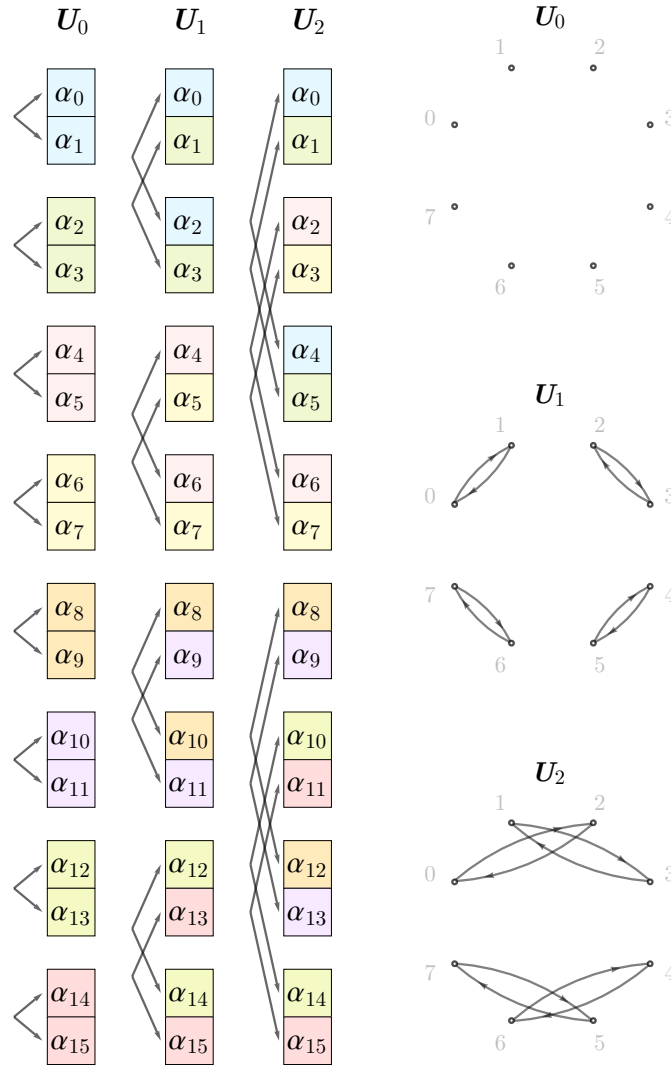 U₀ U₁ U₂ U₀
1 2
α₀ α₀ α₀
α₁ α₁ α₁
0 3
α₂ α₂ α₂
7 4
α₃ α₃ α₃
6 5
α₄ α₄ α₄
α₅ α₅ α₅
U₁
1 2
α₆ α₆ α₆
0 3
α₇ α₇ α₇
α₈ α₈ α₈
7 4
α₉ α₉ α₉
6 5
α₁₀ α₁₀ α₁₀
α₁₁ α₁₁ α₁₁
U₂
1 2
α₁₂ α₁₂ α₁₂
0 3
α₁₃ α₁₃ α₁₃
7 4
α₁₄ α₁₄ α₁₄
6 5
α₁₅ α₁₅ α₁₅